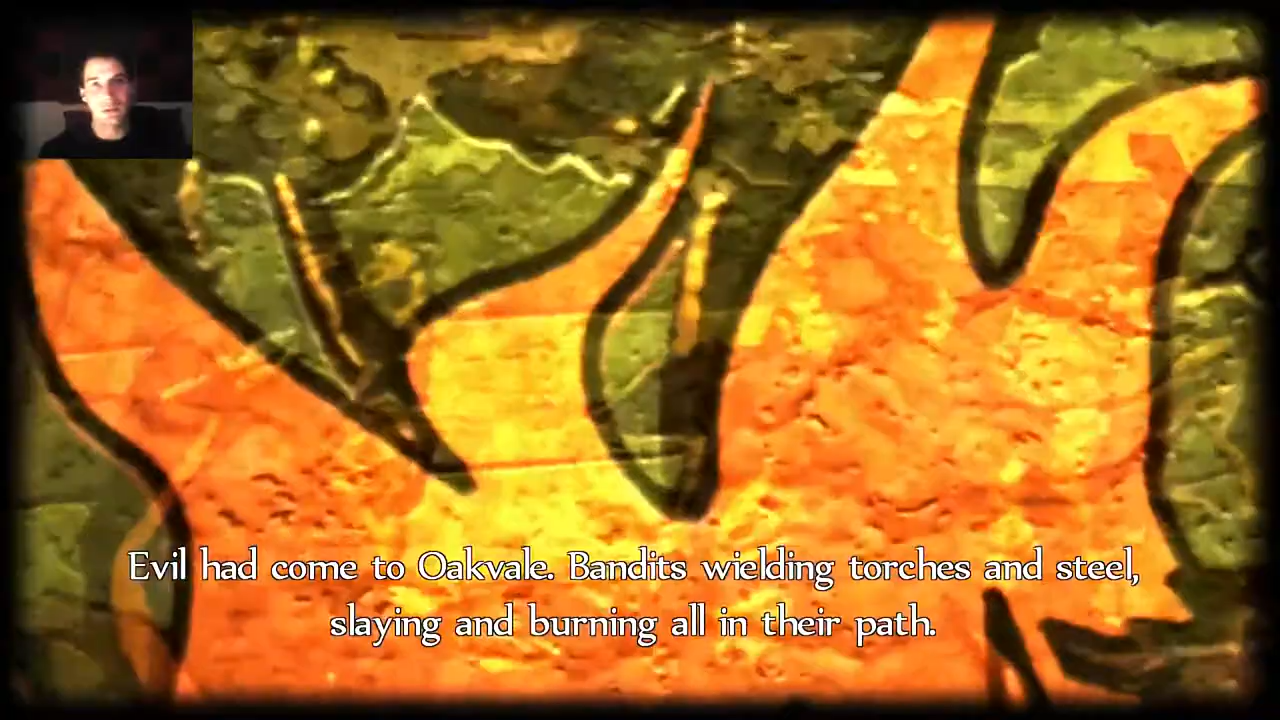 Evil had come to Oakvale. Bandits wielding torches and steel,
slaying and burning all in their path.